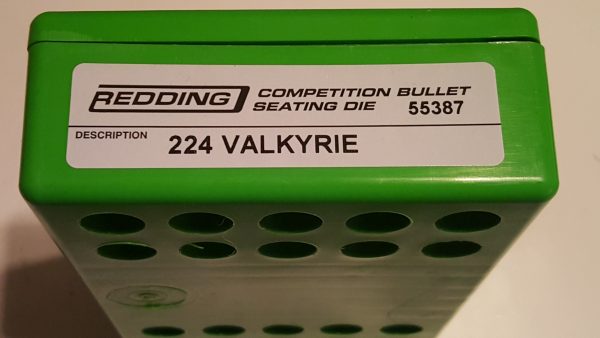 REDDING COMPETITION BULLET
SEATING DIE 55387
DESCRIPTION 224 VALKYRIE